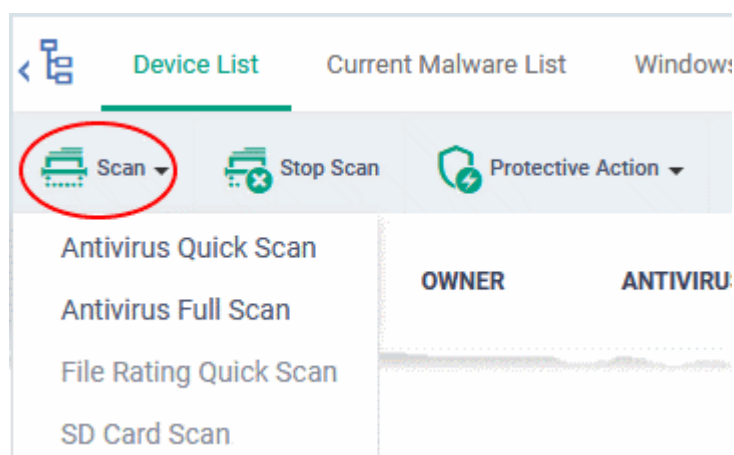 Device List Current Malware List Windows
Scan Stop Scan Protective Action
Antivirus Quick Scan
OWNER ANTIVIRUS
Antivirus Full Scan
File Rating Quick Scan
SD Card Scan